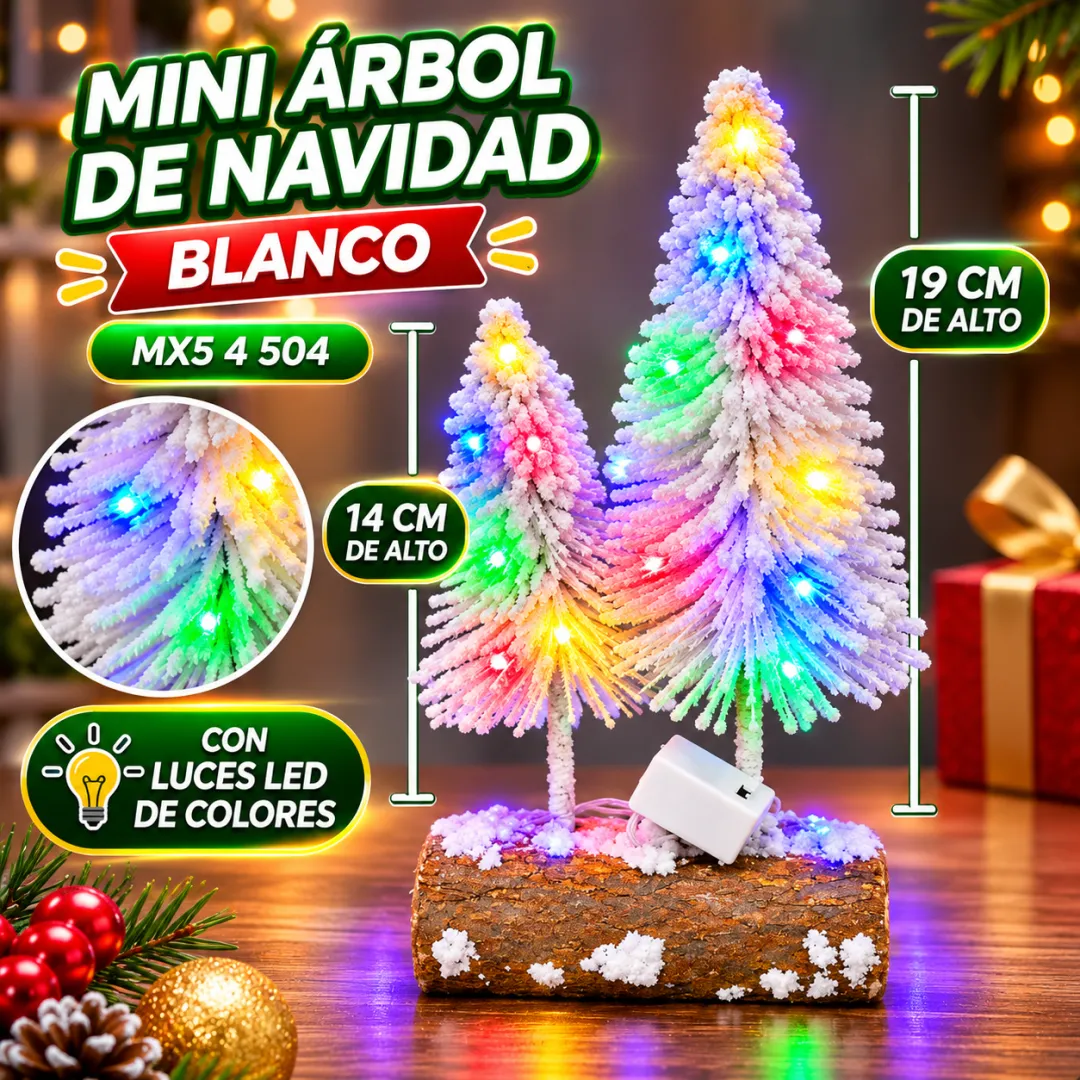 MINI ÁRBOL
DE NAVIDAD
BLANCO
MX5 4 504
19 CM
DE ALTO
14 CM
DE ALTO
CON
LUCES LED
DE COLORES